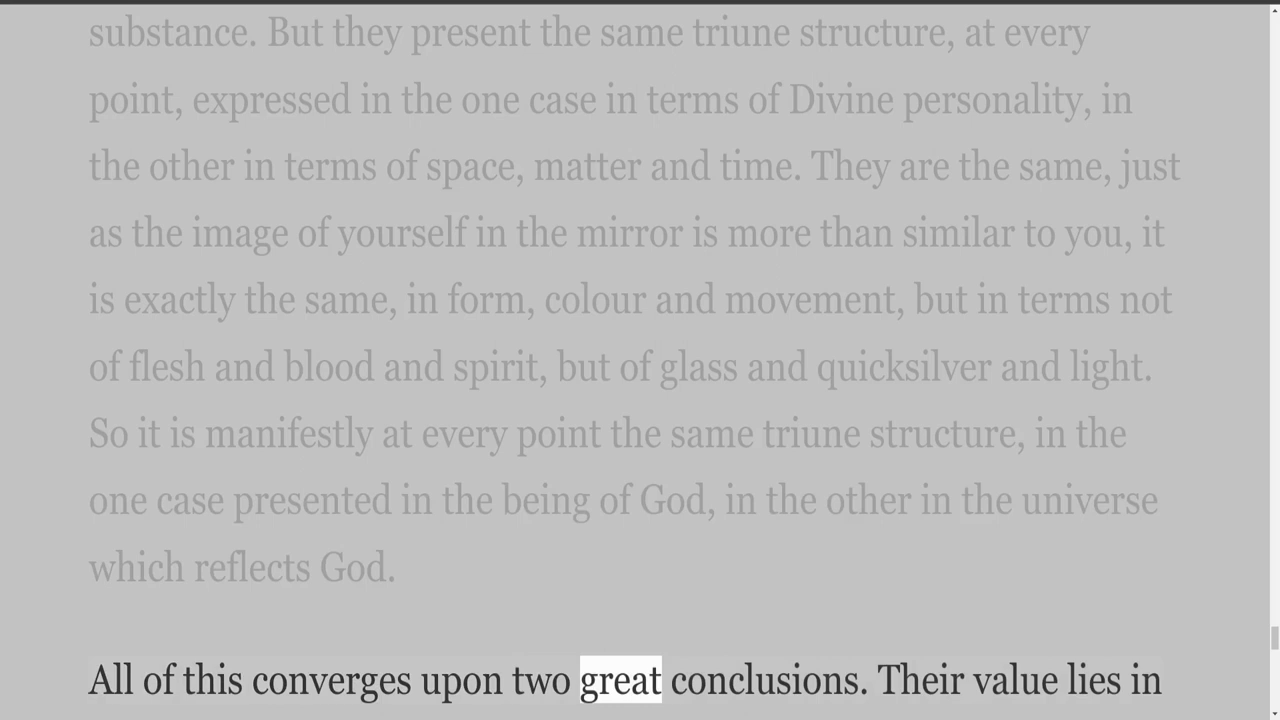 substance. But they present the same triune structure, at every
point, expressed in the one case in terms of Divine personality, in
the other in terms of space, matter and time. They are the same, just
as the image of yourself in the mirror is more than similar to you, it
is exactly the same, in form, colour and movement, but in terms not
of flesh and blood and spirit, but of glass and quicksilver and light.
So it is manifestly at every point the same triune structure, in the
one case presented in the being of God, in the other in the universe
which reflects God.
All of this converges upon two great conclusions. Their value lies in